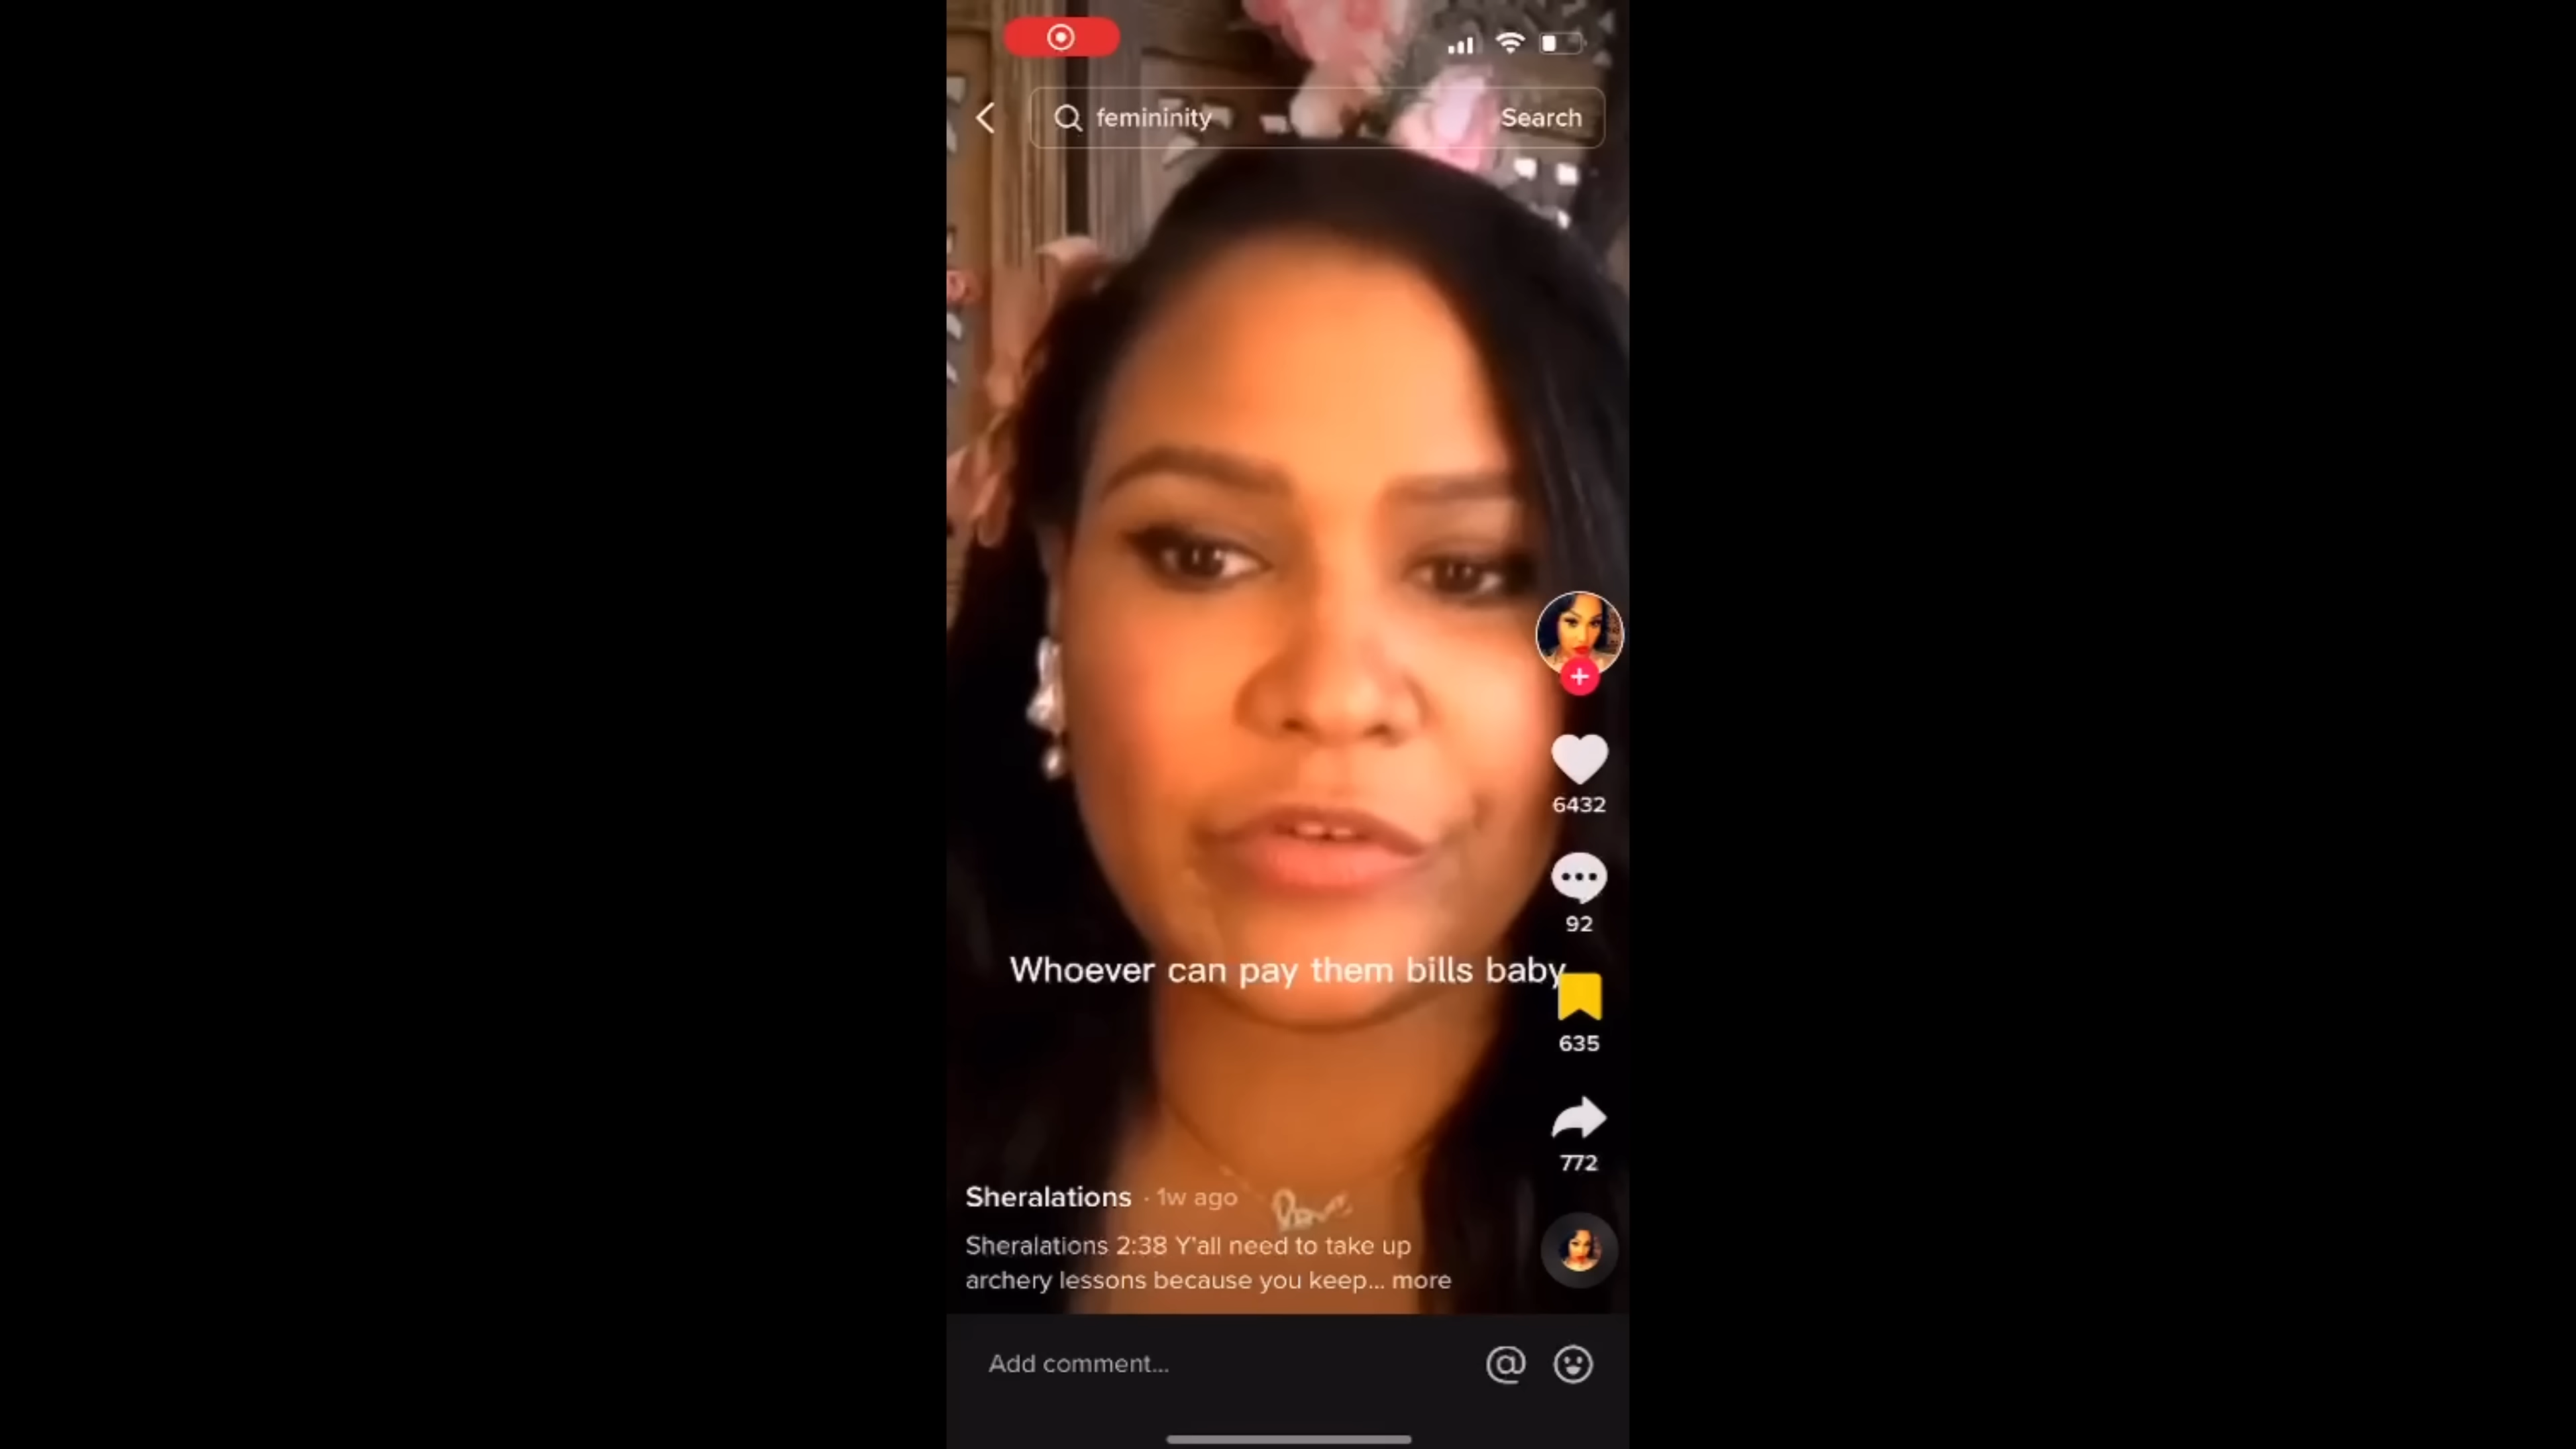 femininity
Search
6432
92
Whoever can pay them bills baby
635
772
Sheralations · 1w ago
Sheralations 2:38 Y'all need to take up
archery lessons because you keep... more
Add comment...